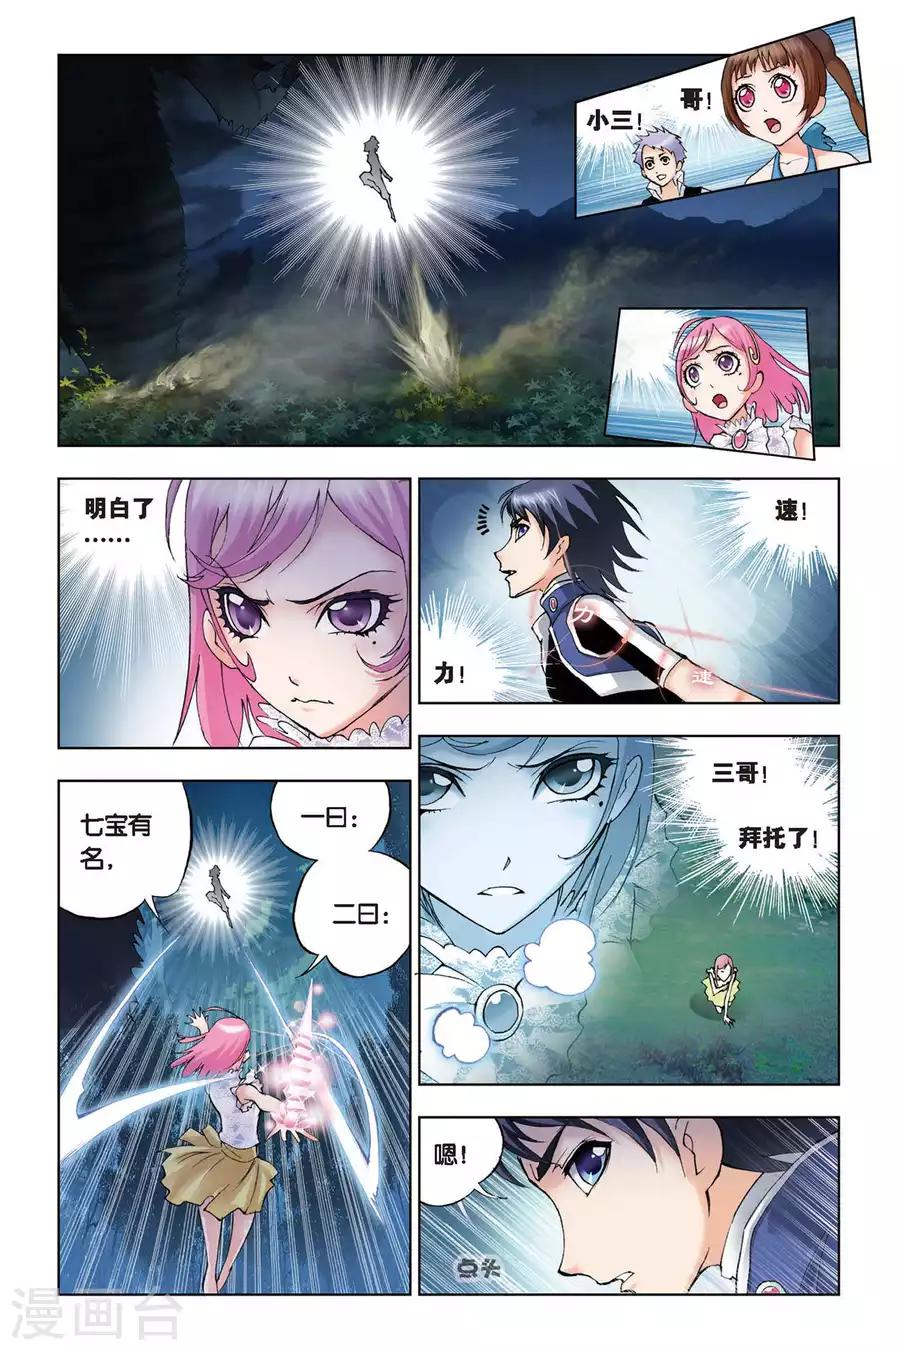 哥！
小三！
明白了
……
速！
力！
力
速
七宝有
名，
一曰：
二曰：
三哥！
拜托了！
嗯！
点头
漫画台